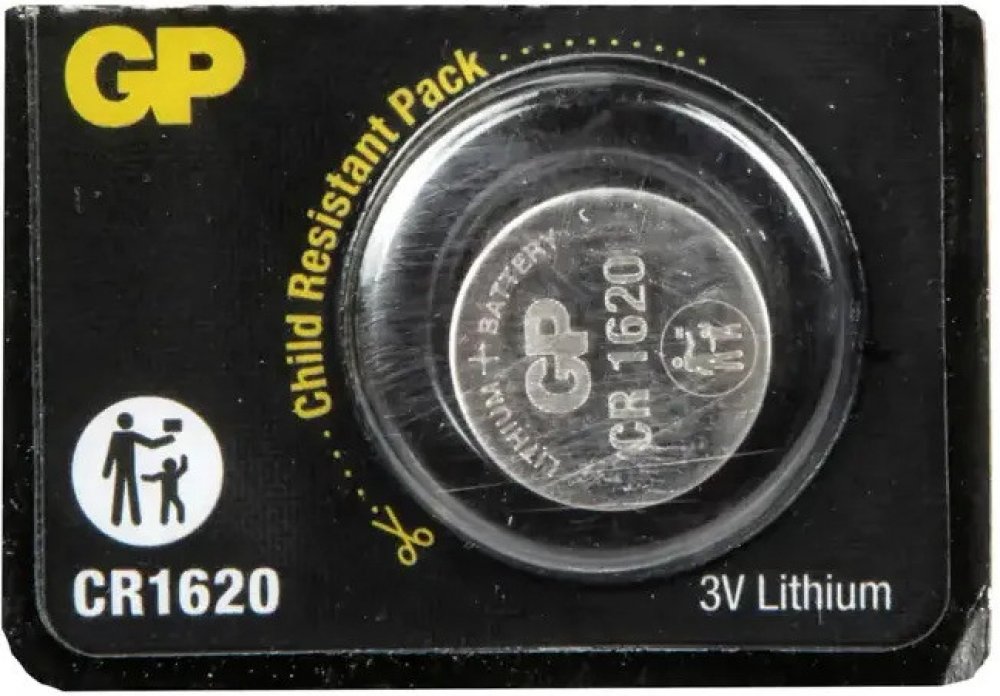 GP
Child Resistant Pack
LITHIUM + BATTERY
GP
CR 1620
CR1620
3V Lithium